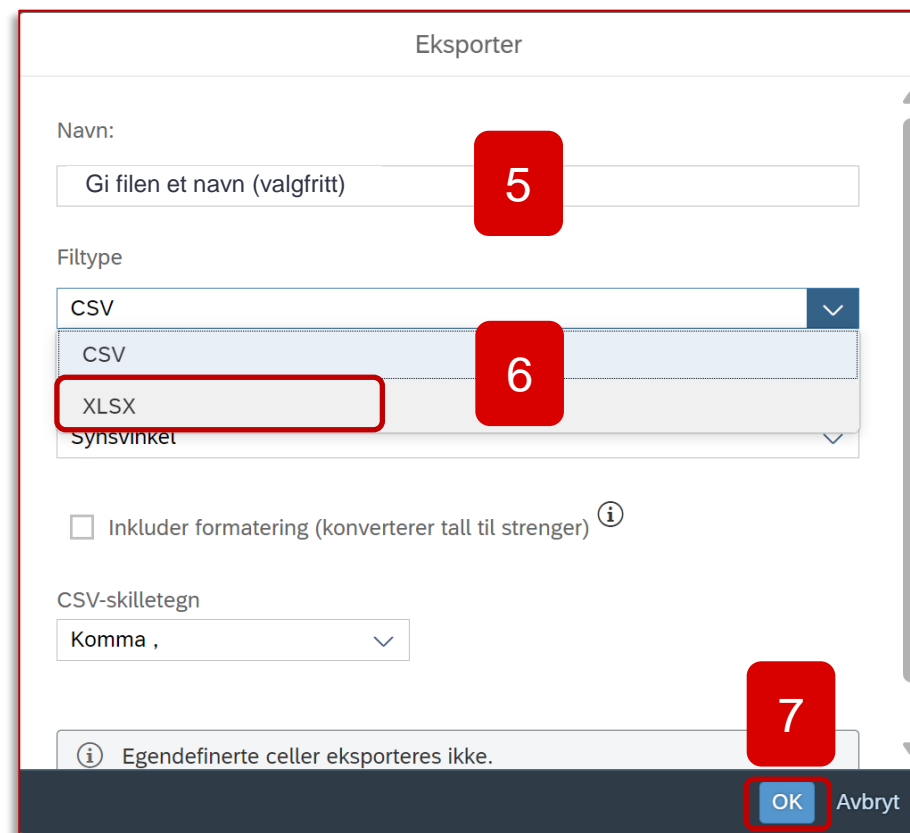 Eksporter
Navn:
Gi filen et navn (valgfritt)
5
Filtype
CSV
CSV
6
XLSX
Synsvinkel
Inkluder formatering (konverterer tall til strenger)
CSV-skilletegn
Komma ,
7
Egendefinerte celler eksporteres ikke.
OK Avbryt